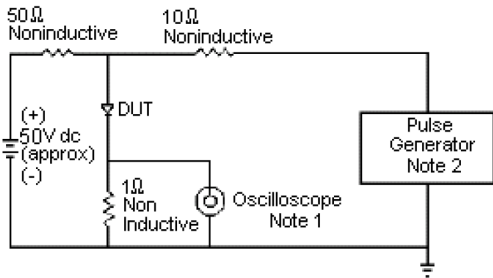 50Ω
Noninductive
10Ω
Noninductive
DUT
(+)
50V dc
(approx)
(-)
Pulse
Generator
Note 2
1Ω
Non
Inductive
Oscilloscope
Note 1